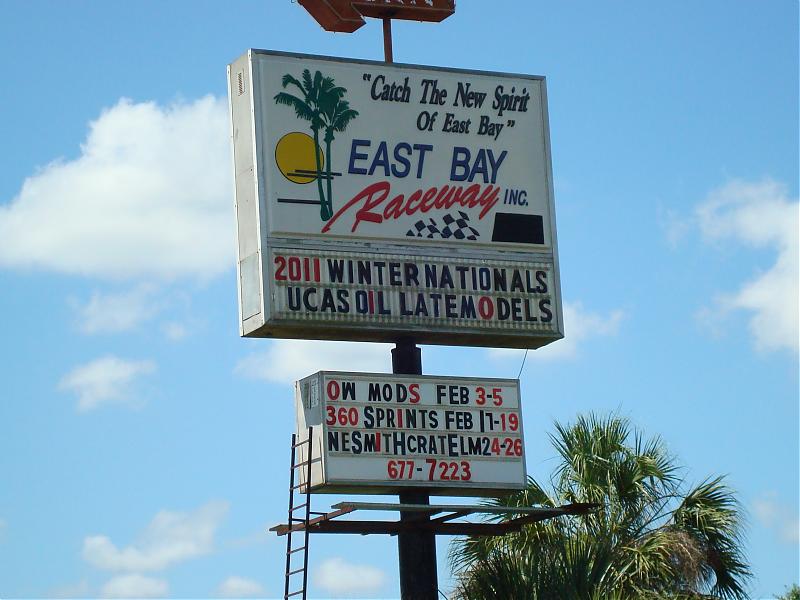 "Catch The New Spirit
Of East Bay"
EAST BAY
Raceway INC.
2011 WINTERNATIONALS
UCAS OIL LATEMODELS
OW MODS FEB 3-5
360 SPRINTS FEB 17-19
NESMITHCRATELM24-26
677-7223